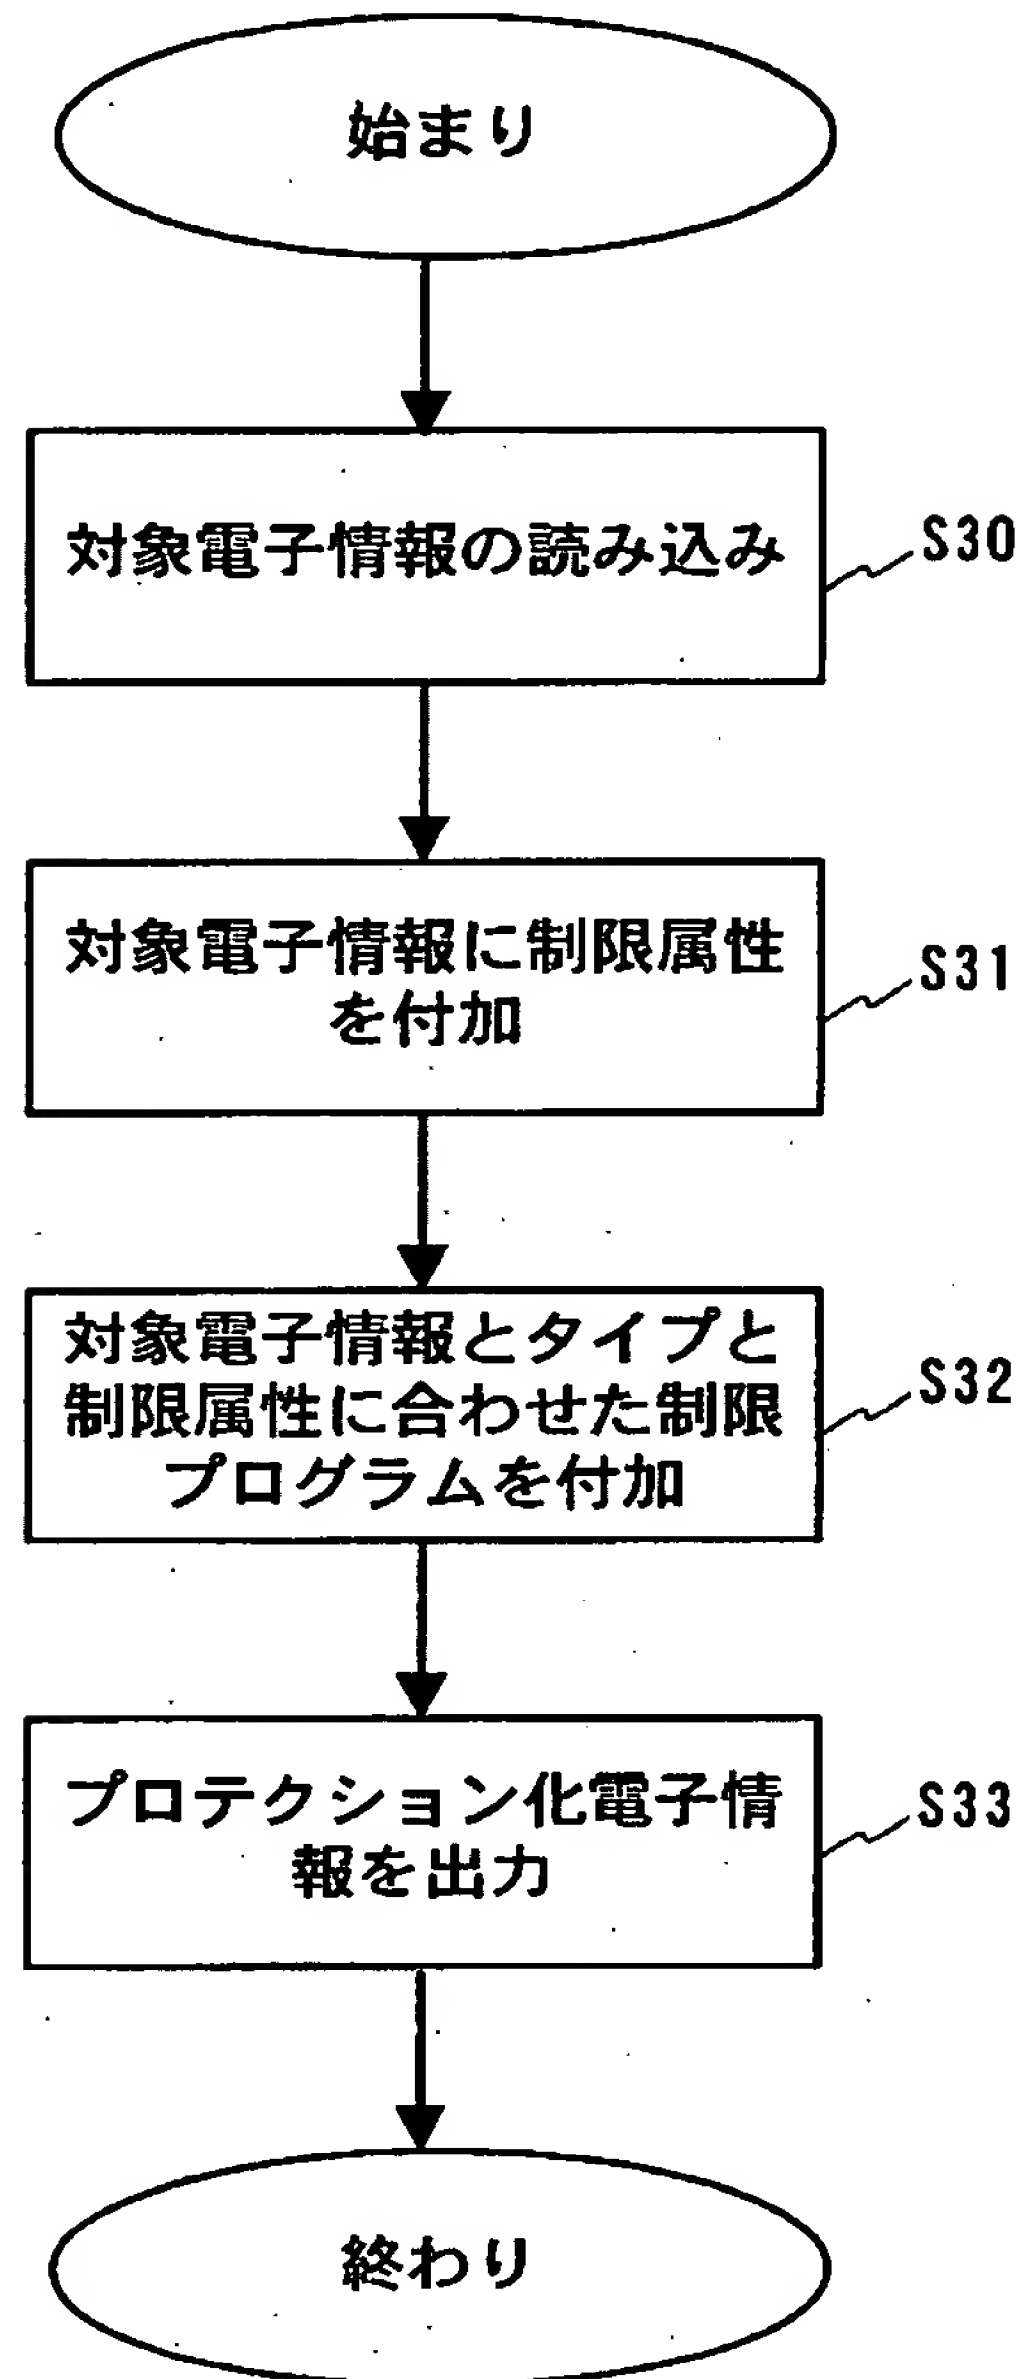 始まり
対象電子情報の読み込み
S30
対象電子情報に制限属性
を付加
S31
対象電子情報とタイプと
制限属性に合わせた制限
プログラムを付加
S32
プロテクション化電子情
報を出力
S33
終わり